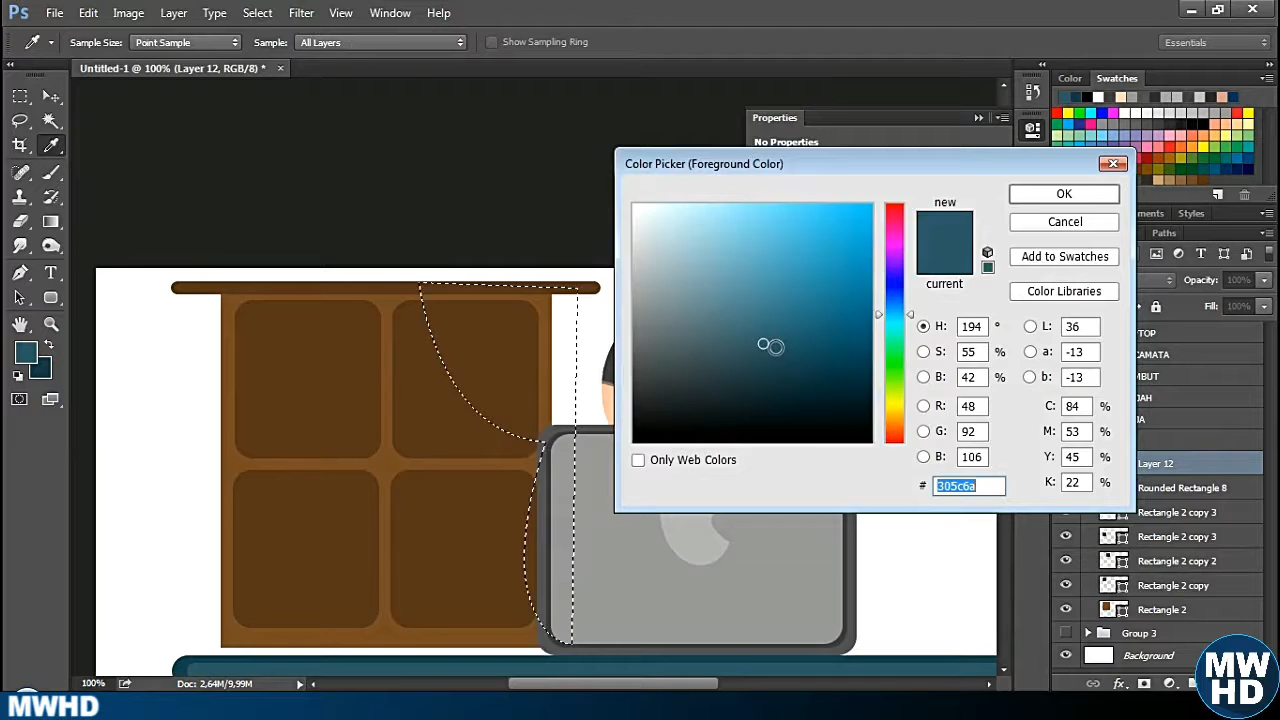 Ps File Edit Image Layer Type Select Filter View Window Help
Sample Size: Point Sample Sample: All Layers Show Sampling Ring Essentials
Untitled-1 @ 100% (Layer 12, RGB/8) * ×
Color Swatches
Properties
No Properties
Color Picker (Foreground Color)
new
current
OK
Cancel
Add to Swatches
Color Libraries
H: 194 °
S: 55 %
B: 42 %
R: 48
G: 92
B: 106
L: 36
a: -13
b: -13
C: 84 %
M: 53 %
Y: 45 %
K: 22 %
# 305c6a
Only Web Colors
Styles
Paths
Opacity: 100%
Fill: 100%
TOP
CAMATA
MBUT
JAH
Layer 12
Rounded Rectangle 8
Rectangle 2 copy 3
Rectangle 2 copy 3
Rectangle 2 copy 2
Rectangle 2 copy
Rectangle 2
Group 3
Background
fx
100% Doc: 2,64M/9,99M
MWHD
MW
HD